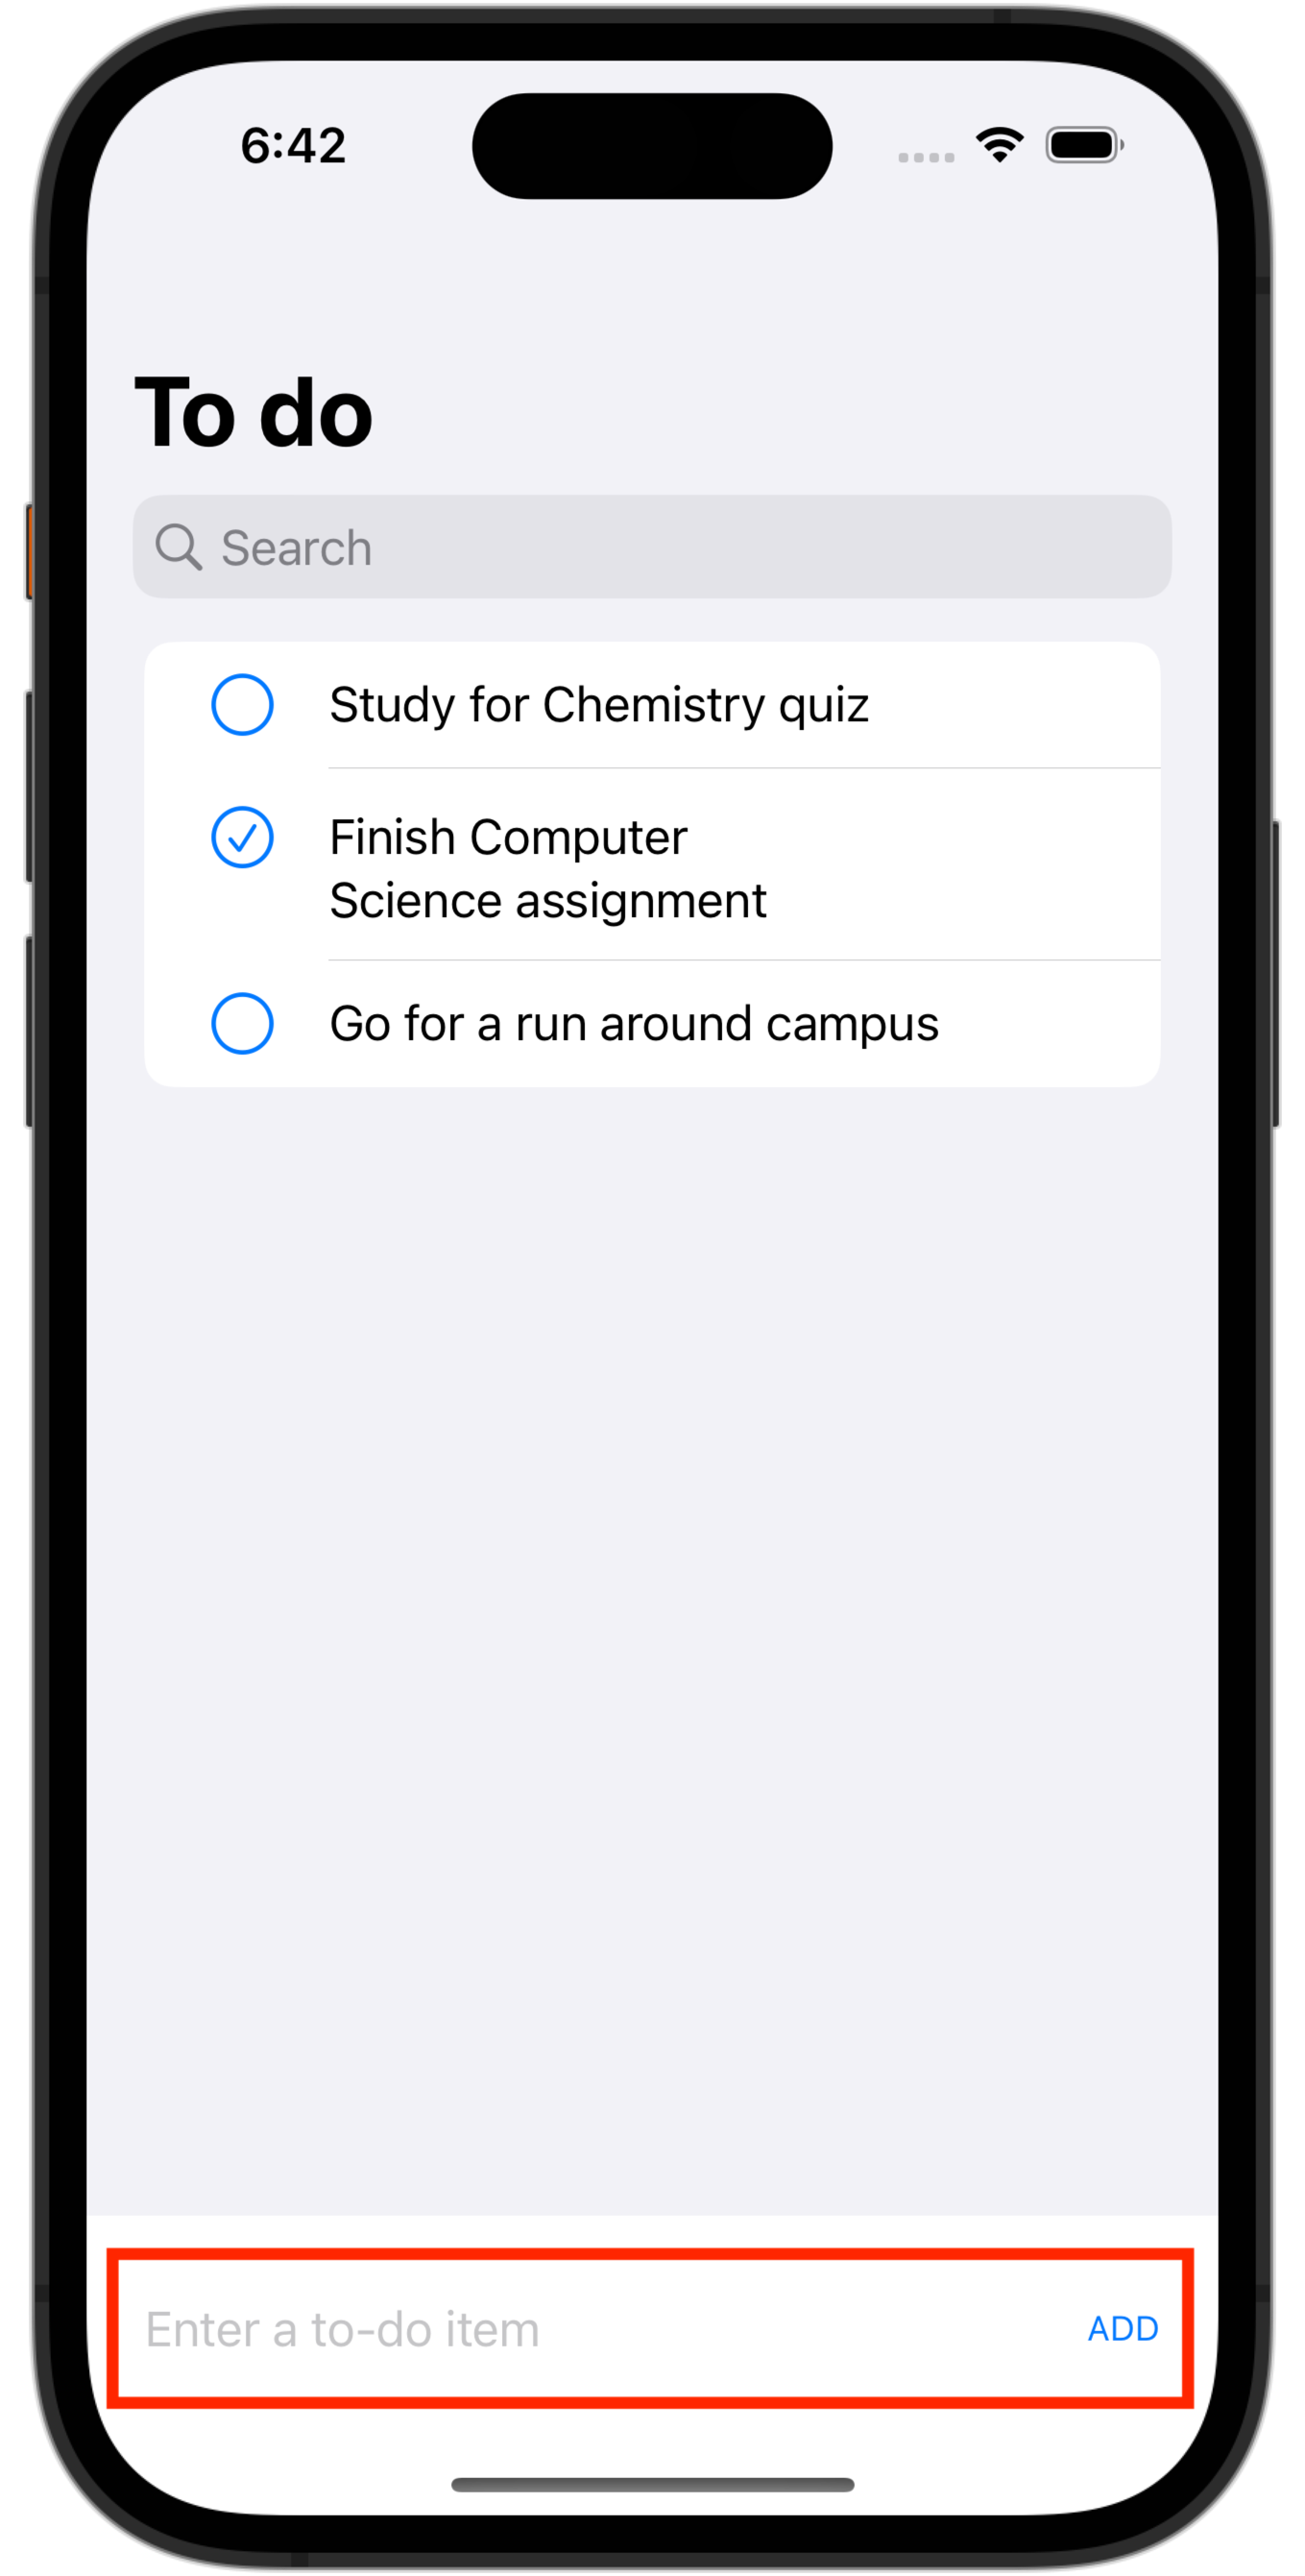 6:42
To do
Search
Study for Chemistry quiz
Finish Computer
Science assignment
Go for a run around campus
Enter a to-do item
ADD